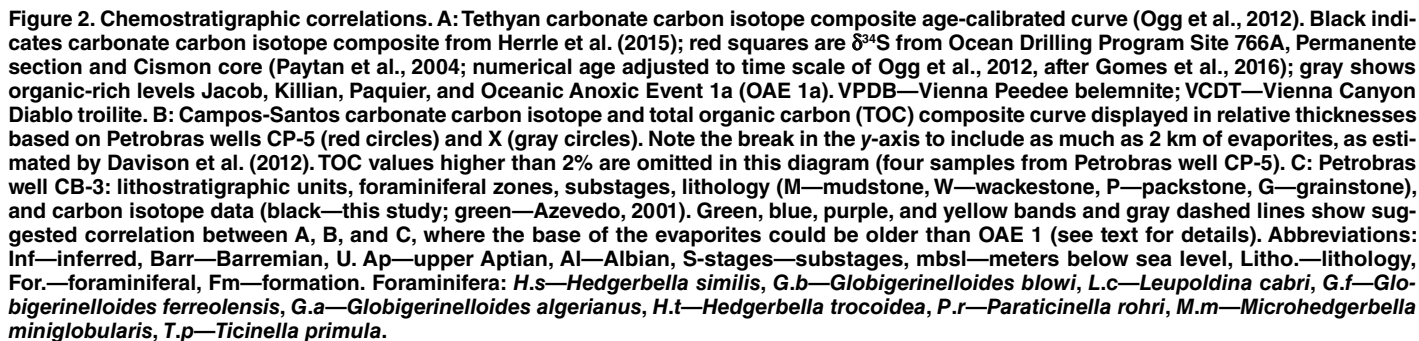 Figure 2. Chemostratigraphic correlations. A: Tethyan carbonate carbon isotope composite age-calibrated curve (Ogg et al., 2012). Black indi-
cates carbonate carbon isotope composite from Herrle et al. (2015); red squares are δ³⁴S from Ocean Drilling Program Site 766A, Permanente
section and Cismon core (Paytan et al., 2004; numerical age adjusted to time scale of Ogg et al., 2012, after Gomes et al., 2016); gray shows
organic-rich levels Jacob, Killian, Paquier, and Oceanic Anoxic Event 1a (OAE 1a). VPDB—Vienna Peedee belemnite; VCDT—Vienna Canyon
Diablo troilite. B: Campos-Santos carbonate carbon isotope and total organic carbon (TOC) composite curve displayed in relative thicknesses
based on Petrobras wells CP-5 (red circles) and X (gray circles). Note the break in the y-axis to include as much as 2 km of evaporites, as esti-
mated by Davison et al. (2012). TOC values higher than 2% are omitted in this diagram (four samples from Petrobras well CP-5). C: Petrobras
well CB-3: lithostratigraphic units, foraminiferal zones, substages, lithology (M—mudstone, W—wackestone, P—packstone, G—grainstone),
and carbon isotope data (black—this study; green—Azevedo, 2001). Green, blue, purple, and yellow bands and gray dashed lines show sug-
gested correlation between A, B, and C, where the base of the evaporites could be older than OAE 1 (see text for details). Abbreviations:
Inf—inferred, Barr—Barremian, U. Ap—upper Aptian, Al—Albian, S-stages—substages, mbsl—meters below sea level, Litho.—lithology,
For.—foraminiferal, Fm—formation. Foraminifera: H.s—Hedgerbella similis, G.b—Globigerinelloides blowi, L.c—Leupoldina cabri, G.f—Glo-
bigerinelloides ferreolensis, G.a—Globigerinelloides algerianus, H.t—Hedgerbella trocoidea, P.r—Paraticinella rohri, M.m—Microhedgerbella
miniglobularis, T.p—Ticinella primula.